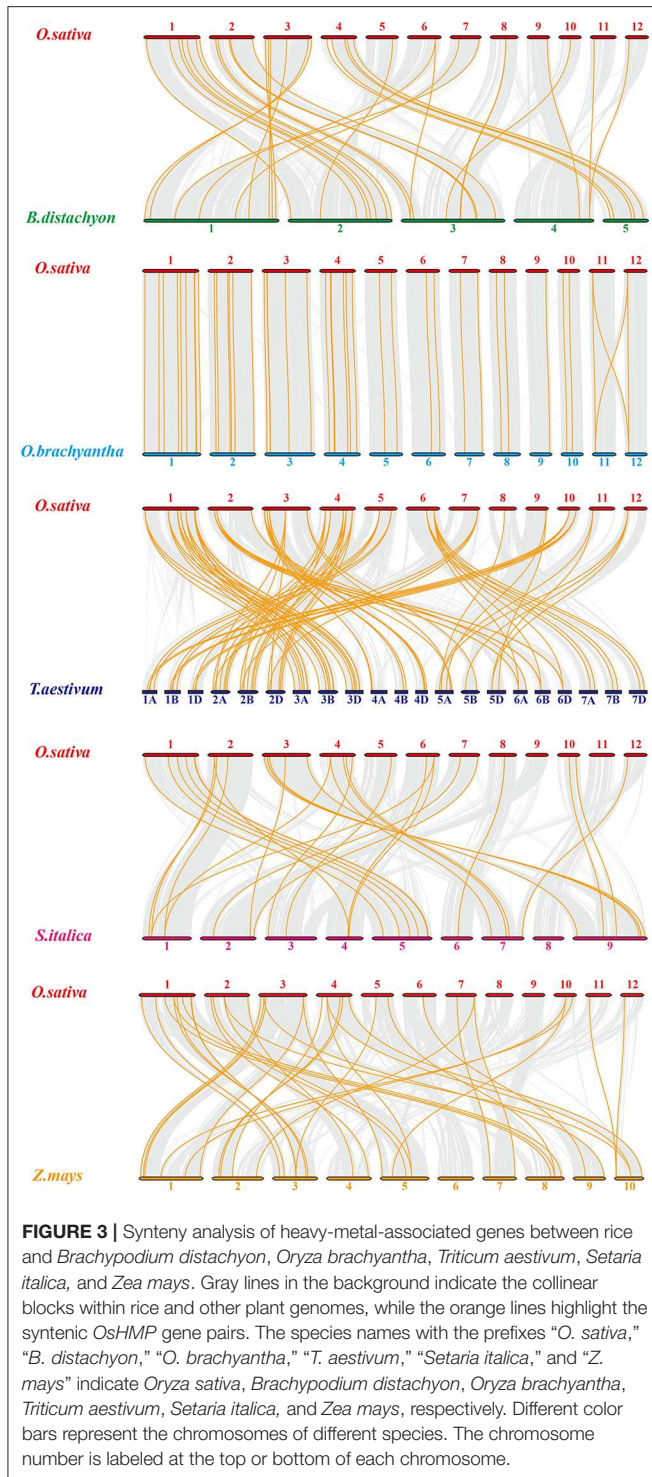 1 2 3 4 5 6 7 8 9 10 11 12
O.sativa
B.distachyon
1 2 3 4 5
1 2 3 4 5 6 7 8 9 10 11 12
O.sativa
O.brachyantha
1 2 3 4 5 6 7 8 9 10 11 12
1 2 3 4 5 6 7 8 9 10 11 12
O.sativa
T.aestivum
1A 1B 1D 2A 2B 2D 3A 3B 3D 4A 4B 4D 5A 5B 5D 6A 6B 6D 7A 7B 7D
1 2 3 4 5 6 7 8 9 10 11 12
O.sativa
S.italica
1 2 3 4 5 6 7 8 9
1 2 3 4 5 6 7 8 9 10 11 12
O.sativa
Z.mays
1 2 3 4 5 6 7 8 9 10
FIGURE 3 | Synteny analysis of heavy-metal-associated genes between rice
and Brachypodium distachyon, Oryza brachyantha, Triticum aestivum, Setaria
italica, and Zea mays. Gray lines in the background indicate the collinear
blocks within rice and other plant genomes, while the orange lines highlight the
syntenic OsHMP gene pairs. The species names with the prefixes “O. sativa,”
“B. distachyon,” “O. brachyantha,” “T. aestivum,” “Setaria italica,” and “Z.
mays” indicate Oryza sativa, Brachypodium distachyon, Oryza brachyantha,
Triticum aestivum, Setaria italica, and Zea mays, respectively. Different color
bars represent the chromosomes of different species. The chromosome
number is labeled at the top or bottom of each chromosome.